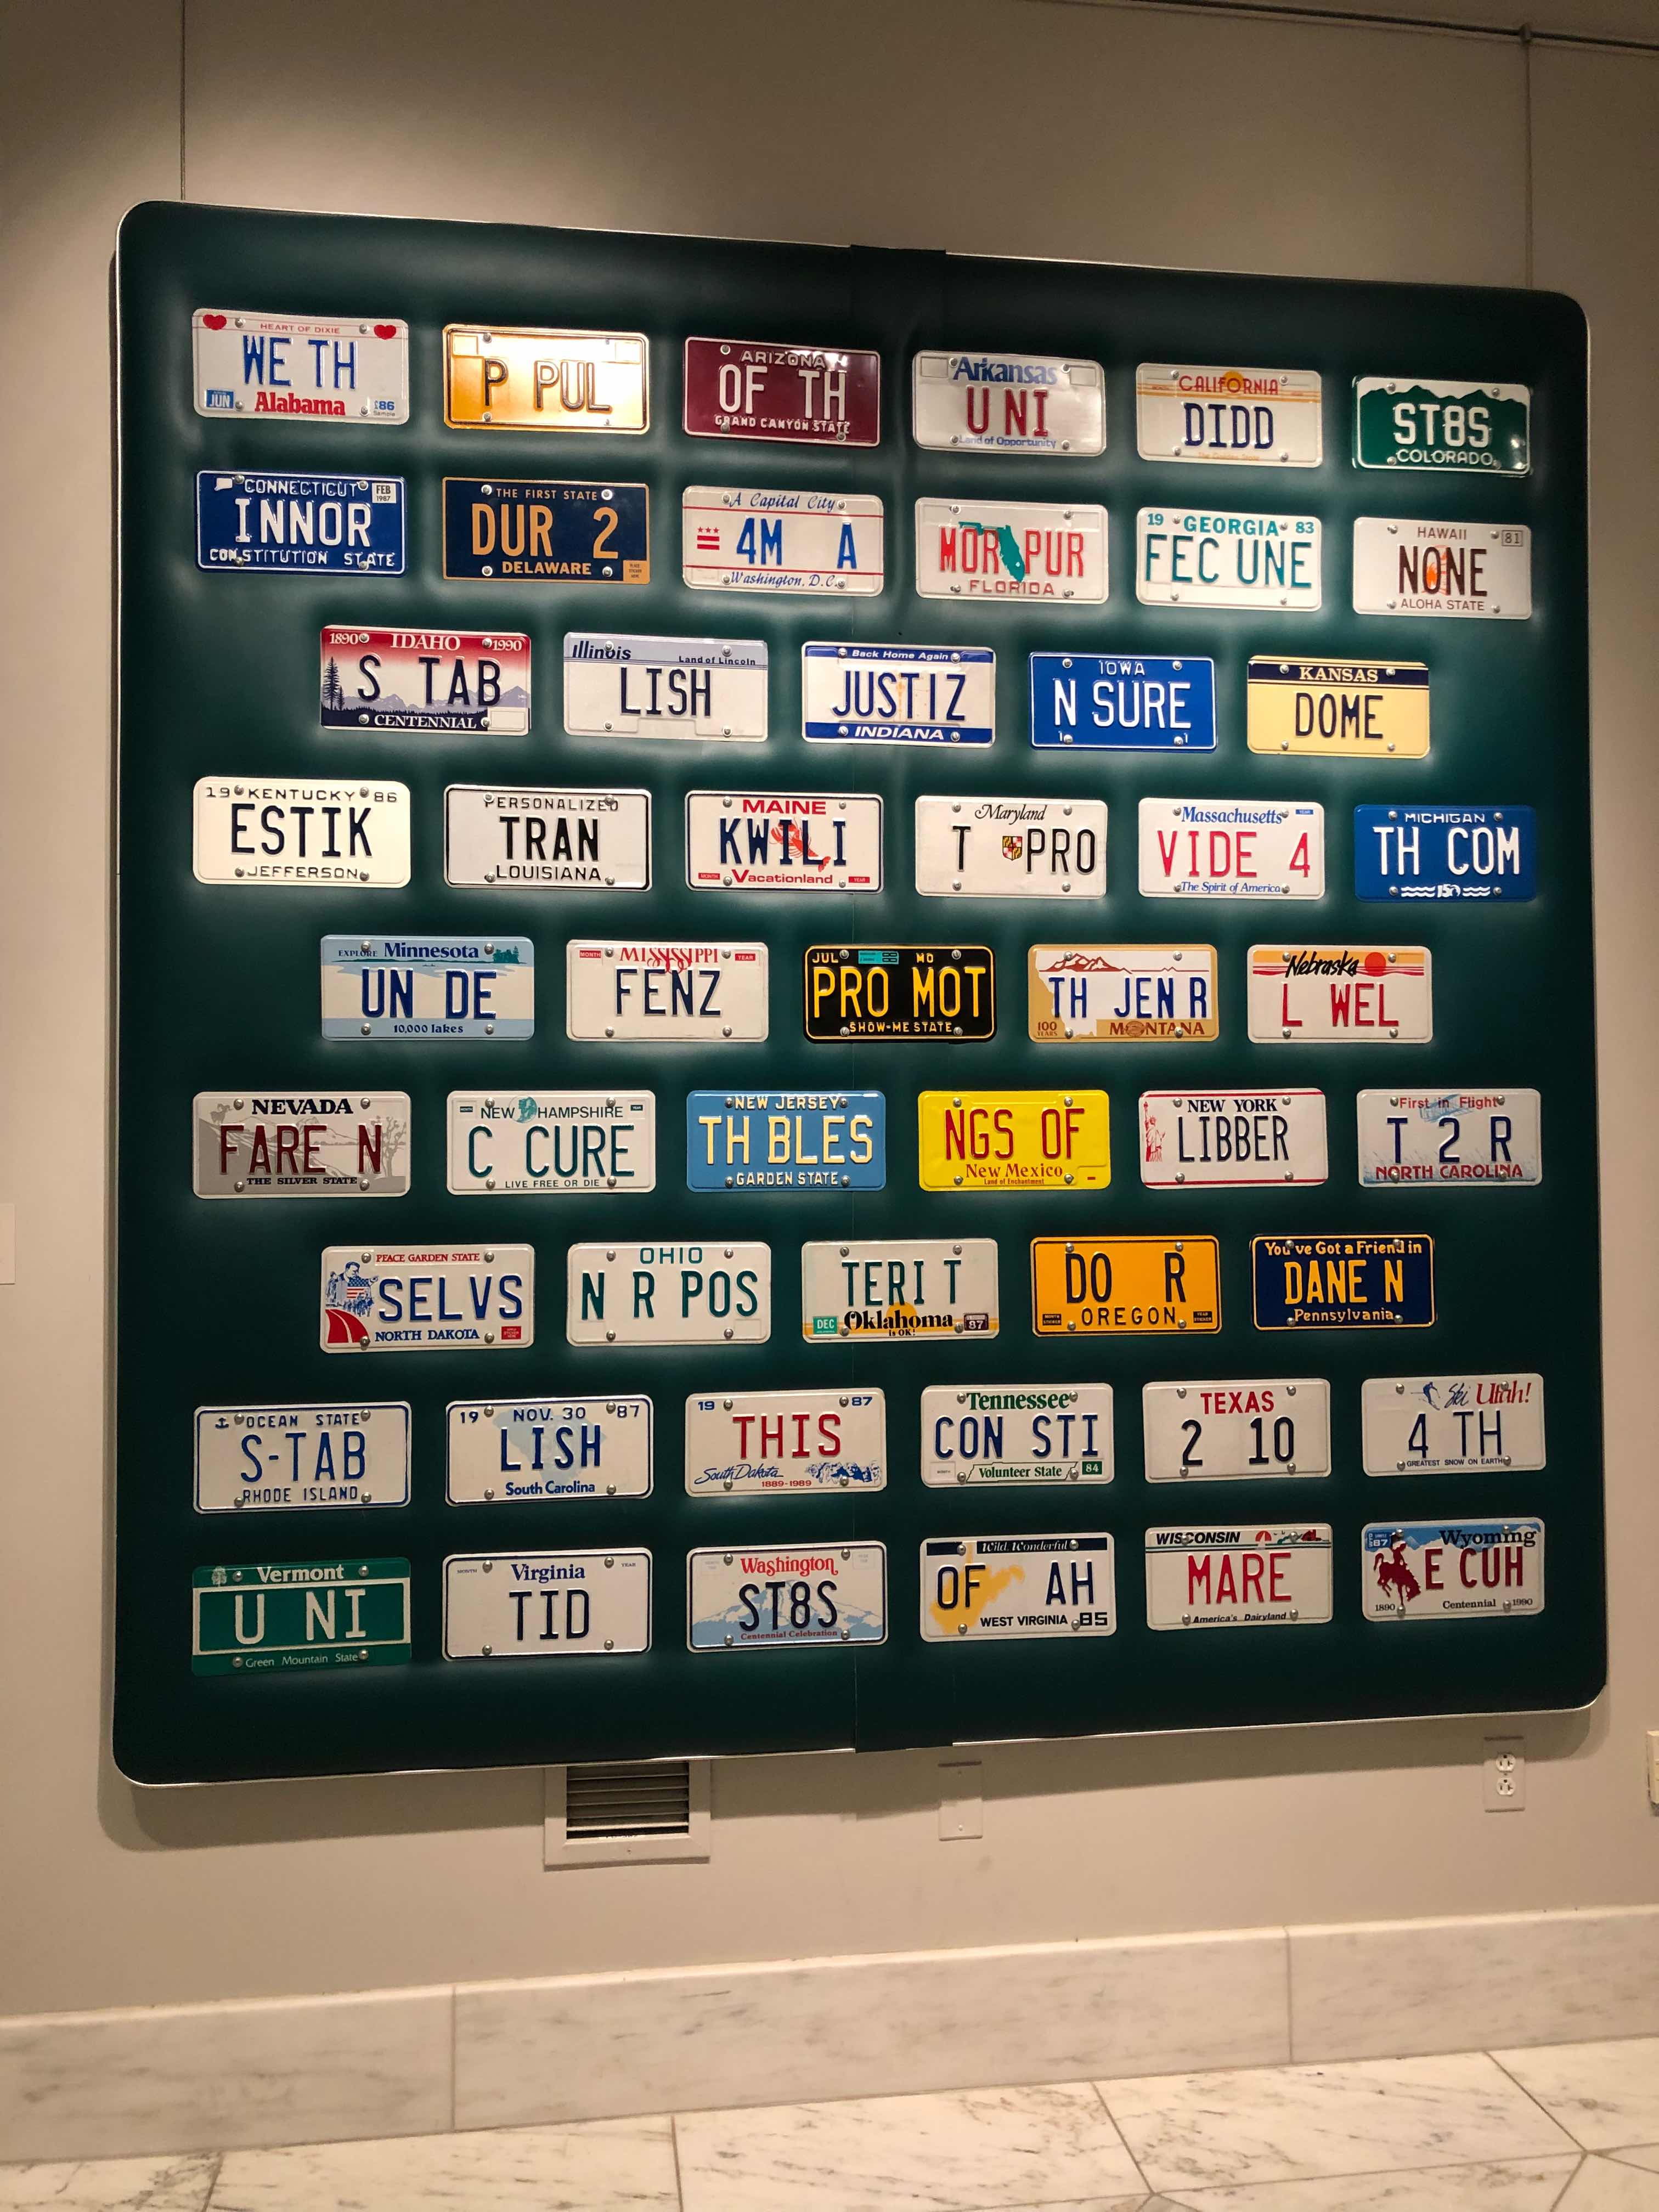 HEART OF DIXIE
WE TH
JUN Alabama 86
P PUL
ARIZONA
OF TH
GRAND CANYON STATE
Arkansas
UNI
Land of Opportunity
CALIFORNIA
DIDD
ST8S
COLORADO
CONNECTICUT FEB 1987
INNOR
CONSTITUTION STATE
THE FIRST STATE
DUR 2
DELAWARE
A Capital City
4M A
Washington, D.C.
MOR PUR
FLORIDA
19 GEORGIA 83
FEC UNE
HAWAII 81
NONE
ALOHA STATE
1890 IDAHO 1990
S TAB
CENTENNIAL
Illinois
Land of Lincoln
LISH
Back Home Again
JUSTIZ
INDIANA
IOWA
N SURE
KANSAS
DOME
19 KENTUCKY 86
ESTIK
JEFFERSON
PERSONALIZED
TRAN
LOUISIANA
MAINE
KWILI
Vacationland
Maryland
T PRO
Massachusetts
VIDE 4
The Spirit of America
MICHIGAN
TH COM
150
EXPLORE Minnesota
UN DE
10,000 lakes
MONTH MISSISSIPPI YEAR
FENZ
JUL 88 MO
PRO MOT
SHOW-ME STATE
TH JEN R
100 YEARS MONTANA
Nebraska
L WEL
NEVADA
FARE N
THE SILVER STATE
NEW HAMPSHIRE
C CURE
LIVE FREE OR DIE
NEW JERSEY
TH BLES
GARDEN STATE
NGS OF
New Mexico
Land of Enchantment
NEW YORK
LIBBER
First in Flight
T 2 R
NORTH CAROLINA
PEACE GARDEN STATE
SELVS
NORTH DAKOTA
OHIO
N R POS
TERI T
DEC Oklahoma 87
is OK!
DO R
OREGON
You've Got a Friend in
DANE N
Pennsylvania
OCEAN STATE
S-TAB
RHODE ISLAND
19 NOV. 30 87
LISH
South Carolina
19 87
THIS
South Dakota
1889-1989
Tennessee
CON STI
Volunteer State 84
TEXAS
2 10
Ski Utah!
4 TH
GREATEST SNOW ON EARTH
Vermont
U NI
Green Mountain State
MONTH Virginia YEAR
TID
Washington
ST8S
Centennial Celebration
Wild, Wonderful
OF AH
WEST VIRGINIA 85
WISCONSIN
MARE
America's Dairyland
87 Wyoming
E CUH
1890 Centennial 1990